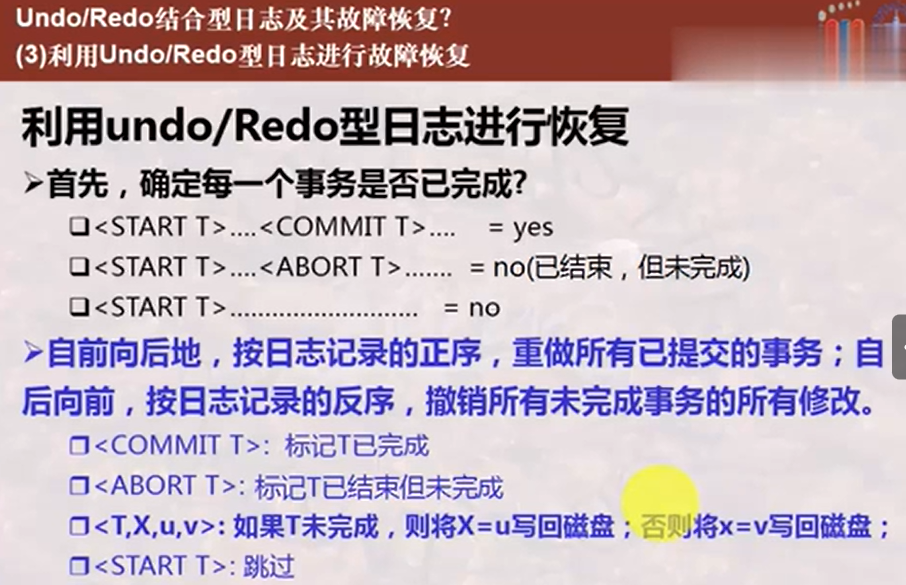 Undo/Redo结合型日志及其故障恢复?
(3)利用Undo/Redo型日志进行故障恢复
利用undo/Redo型日志进行恢复
➢首先，确定每一个事务是否已完成?
❑<START T>....<COMMIT T>.... = yes
❑<START T>....<ABORT T>....... = no(已结束，但未完成)
❑<START T>........................... = no
➢自前向后地，按日志记录的正序，重做所有已提交的事务；自
后向前，按日志记录的反序，撤销所有未完成事务的所有修改。
❑<COMMIT T>: 标记T已完成
❑<ABORT T>: 标记T已结束但未完成
❑<T,X,u,v>: 如果T未完成，则将X=u写回磁盘；否则将x=v写回磁盘；
❑<START T>: 跳过